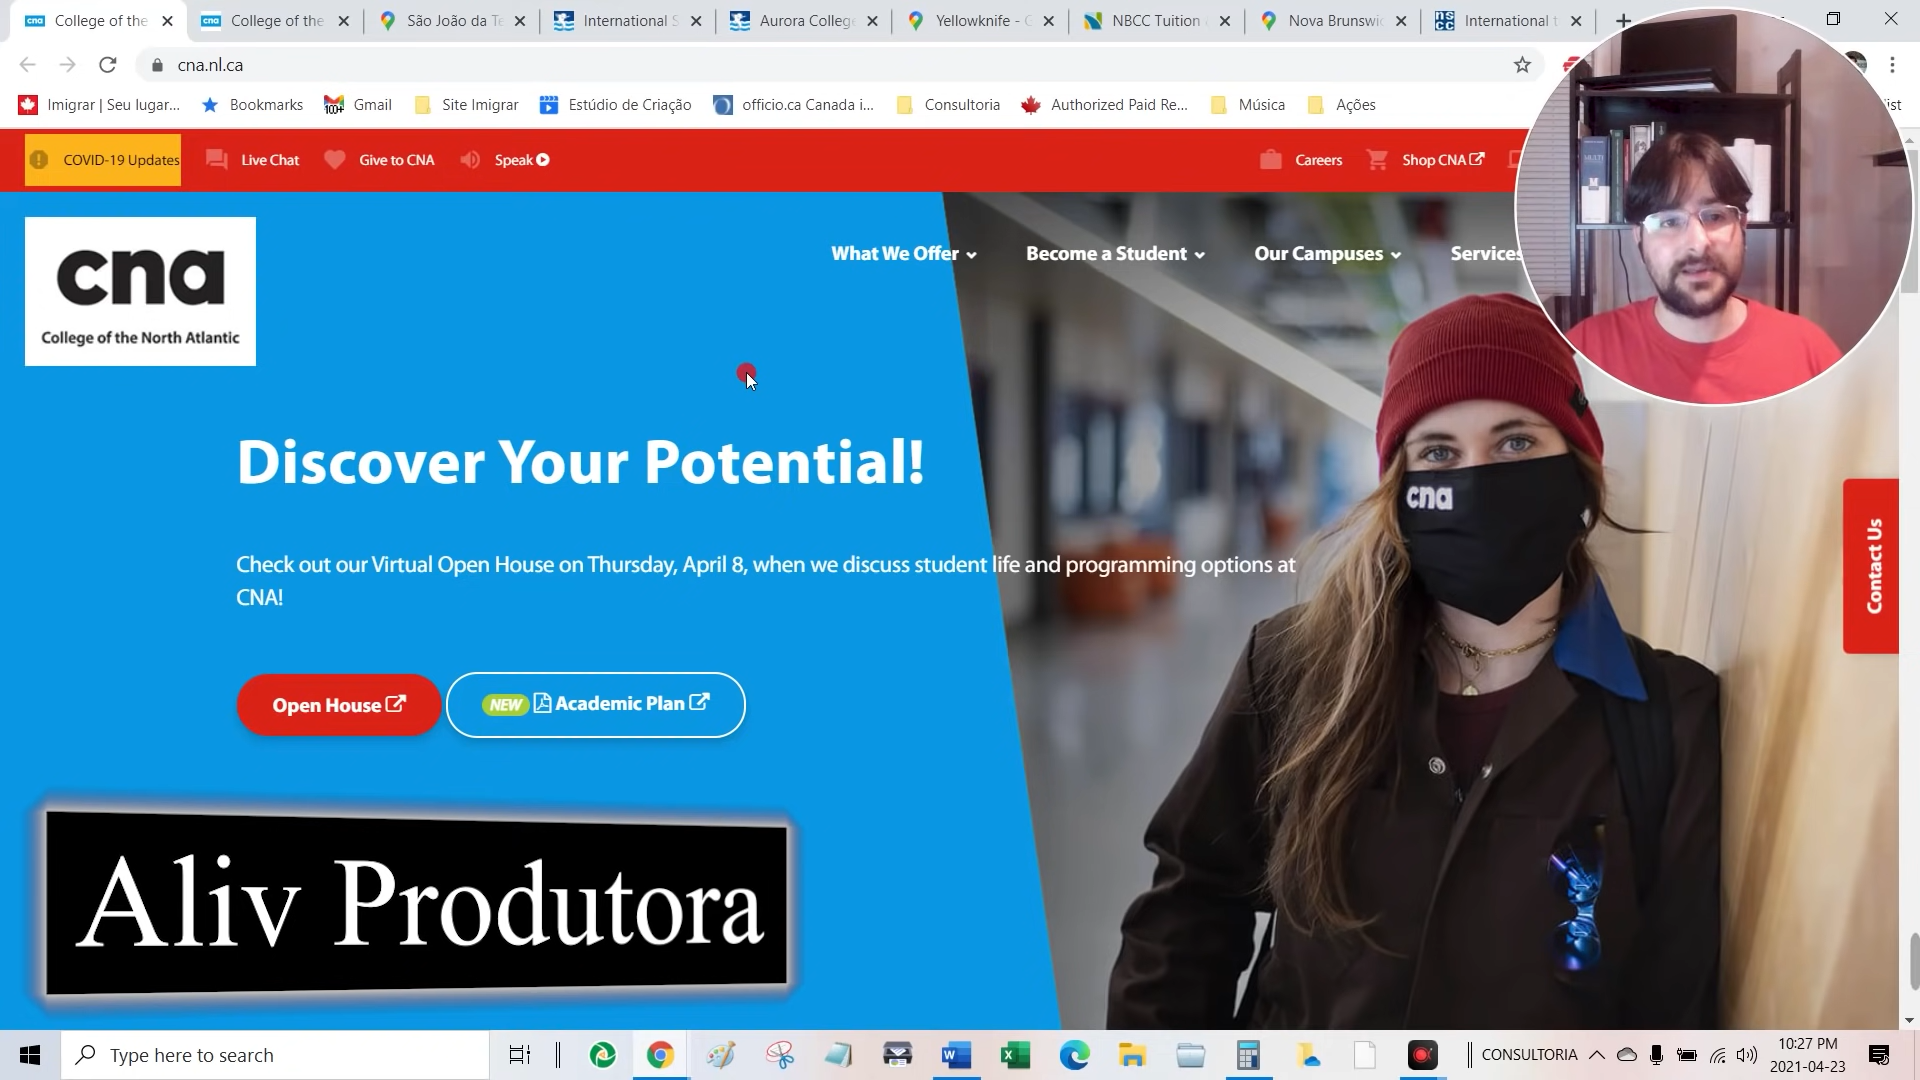 College of the
College of the
São João da Te
International S
Aurora College
Yellowknife - G
NBCC Tuition
Nova Brunswic
International t
cna.nl.ca
Imigrar | Seu lugar...
Bookmarks
Gmail
Site Imigrar
Estúdio de Criação
officio.ca Canada i...
Consultoria
Authorized Paid Re...
Música
Ações
ist
COVID-19 Updates
Live Chat
Give to CNA
Speak
Careers
Shop CNA
cna
College of the North Atlantic
What We Offer
Become a Student
Our Campuses
Services
Discover Your Potential!
cna
Check out our Virtual Open House on Thursday, April 8, when we discuss student life and programming options at
CNA!
Contact Us
Open House
NEW Academic Plan
Aliv Produtora
Type here to search
CONSULTORIA
10:27 PM
2021-04-23